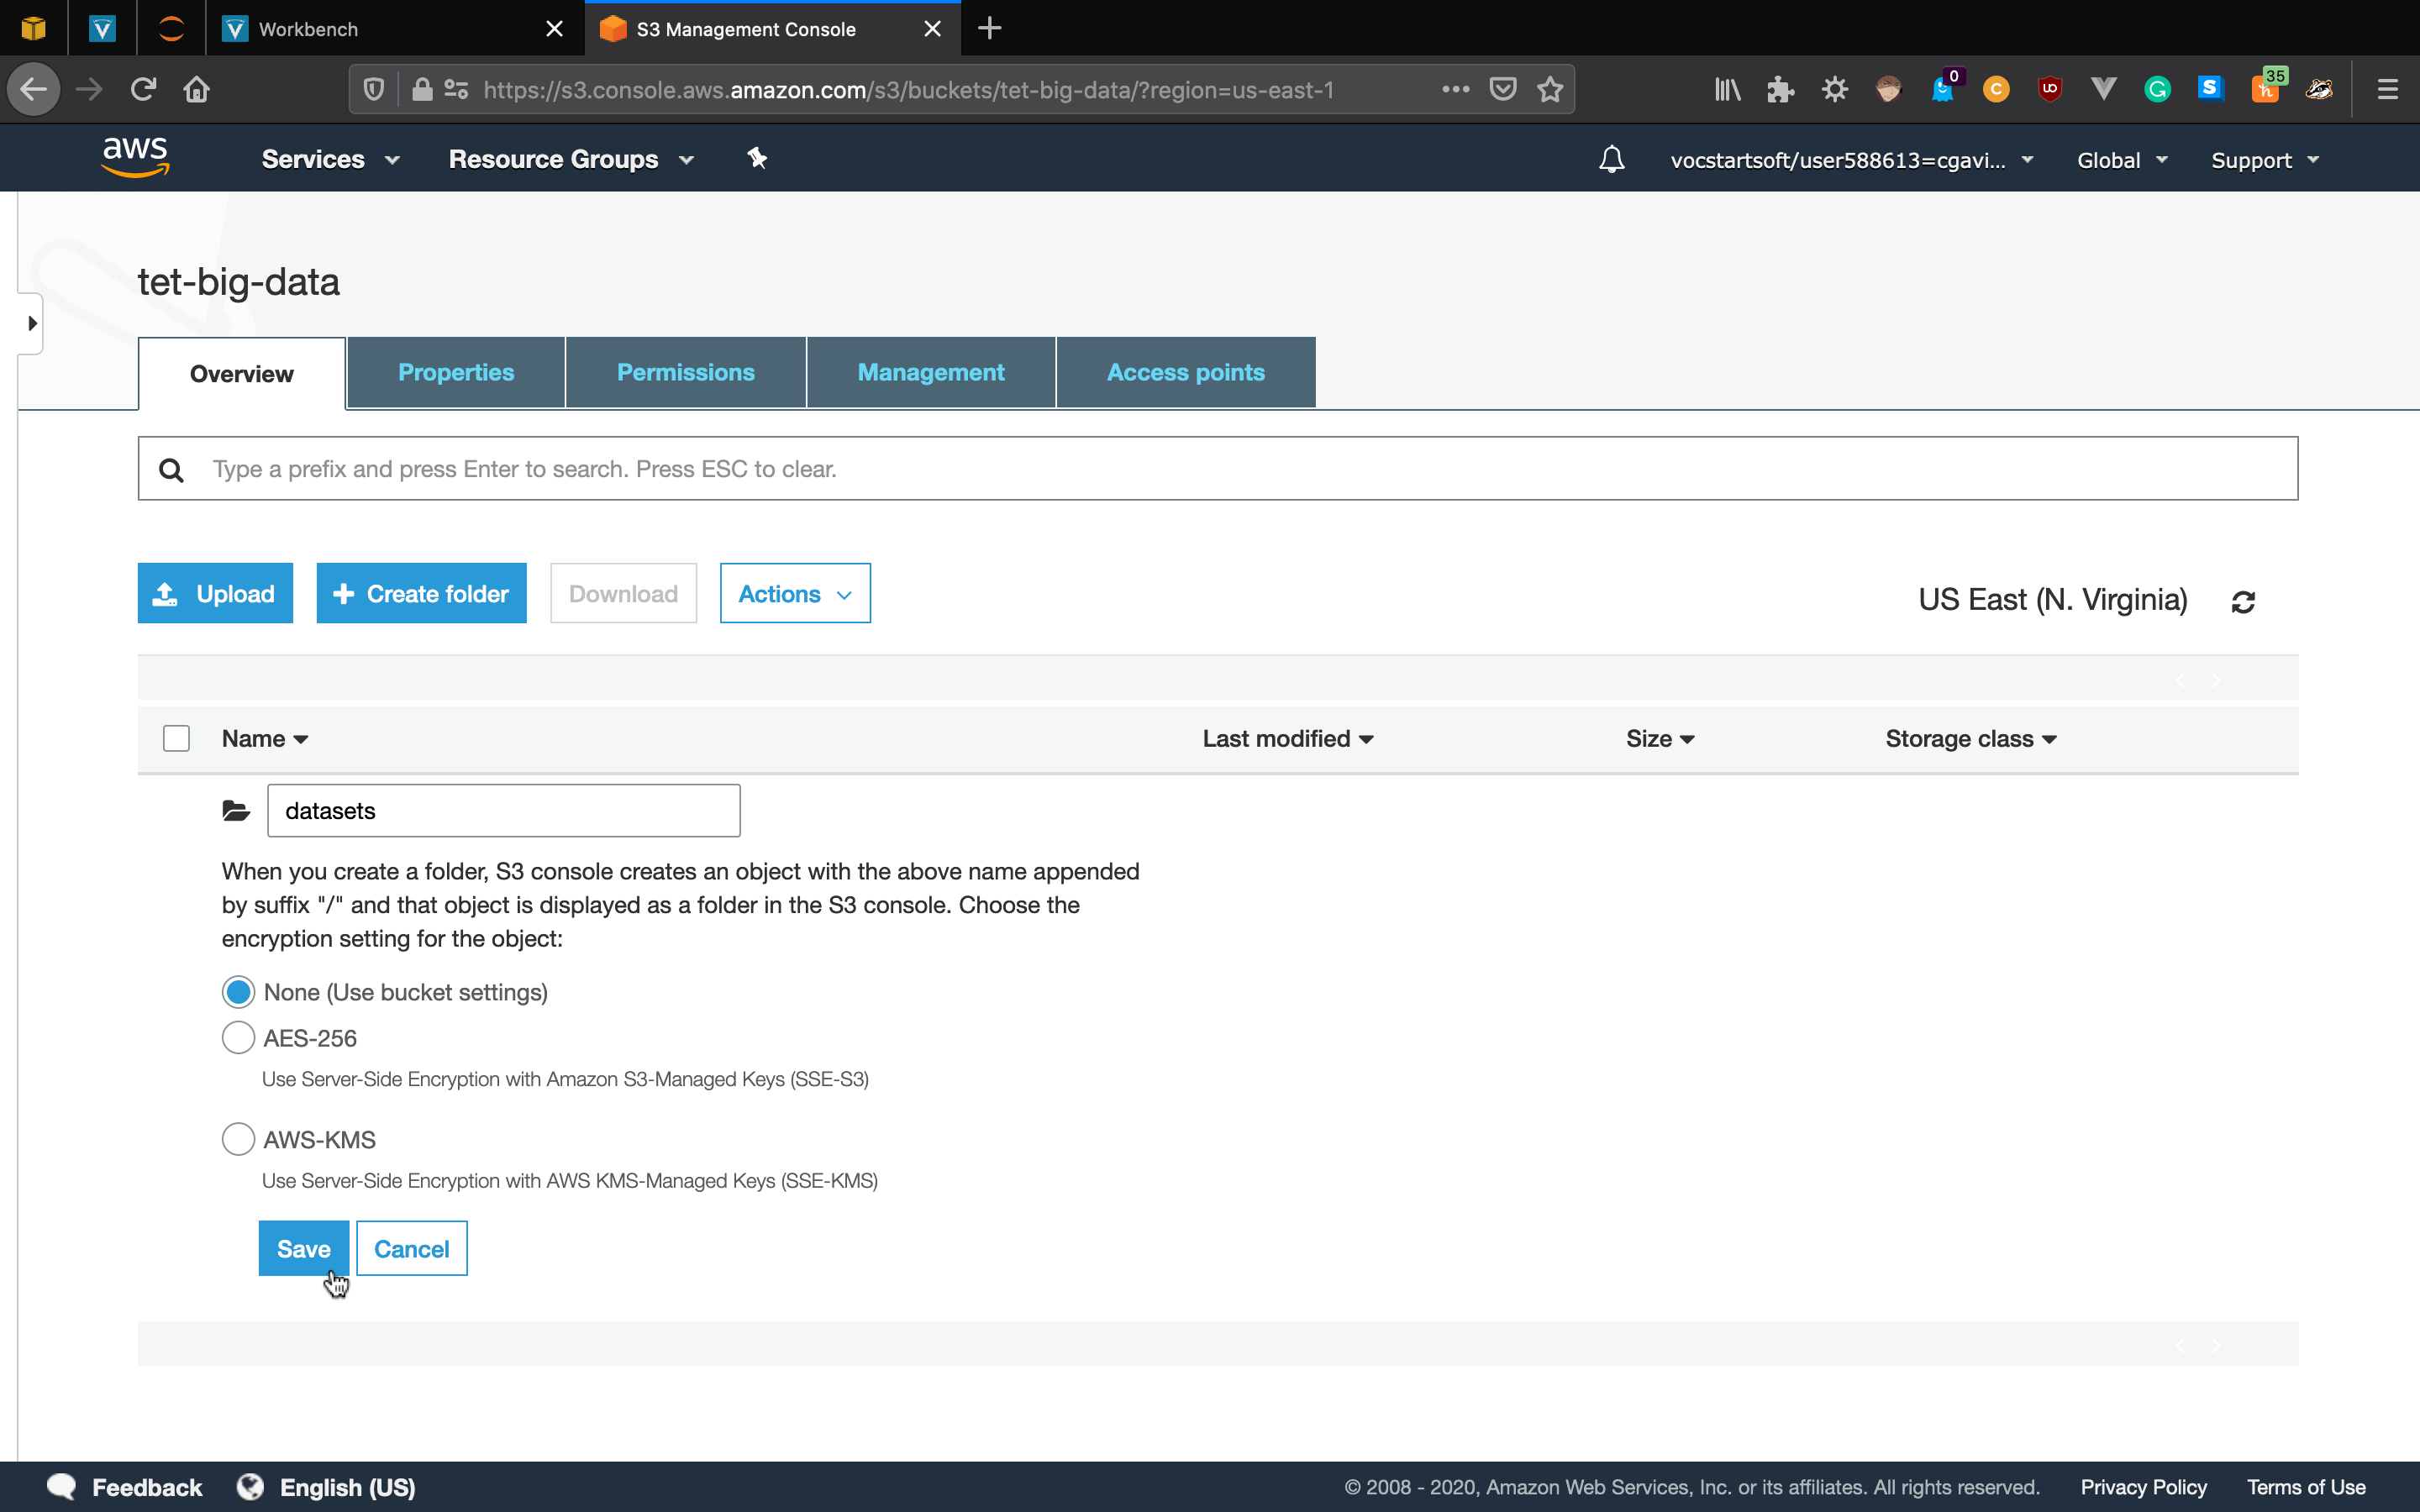 Workbench
S3 Management Console
https://s3.console.aws.amazon.com/s3/buckets/tet-big-data/?region=us-east-1
0
35
aws
Services
Resource Groups
vocstartsoft/user588613=cgavi...
Global
Support
tet-big-data
Overview
Properties
Permissions
Management
Access points
Type a prefix and press Enter to search. Press ESC to clear.
Upload
Create folder
Download
Actions
US East (N. Virginia)
Name
Last modified
Size
Storage class
datasets
When you create a folder, S3 console creates an object with the above name appended
by suffix "/" and that object is displayed as a folder in the S3 console. Choose the
encryption setting for the object:
None (Use bucket settings)
AES-256
Use Server-Side Encryption with Amazon S3-Managed Keys (SSE-S3)
AWS-KMS
Use Server-Side Encryption with AWS KMS-Managed Keys (SSE-KMS)
Save
Cancel
Feedback
English (US)
© 2008 - 2020, Amazon Web Services, Inc. or its affiliates. All rights reserved.
Privacy Policy
Terms of Use